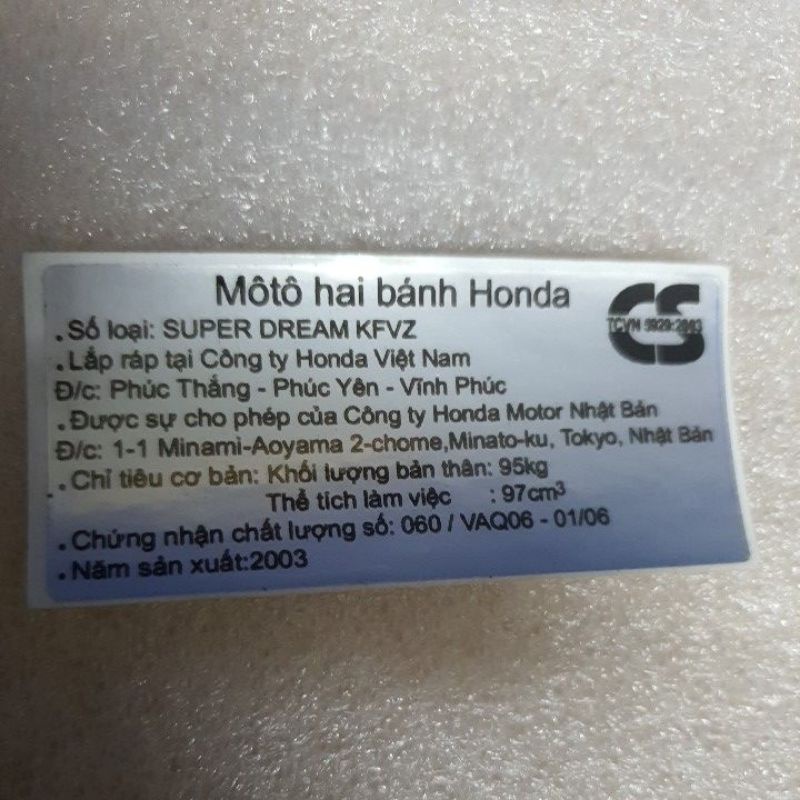 Môtô hai bánh Honda
CS
TCVN 5929:2003
.Số loại: SUPER DREAM KFVZ
.Lắp ráp tại Công ty Honda Việt Nam
Đ/c: Phúc Thắng - Phúc Yên - Vĩnh Phúc
.Được sự cho phép của Công ty Honda Motor Nhật Bản
Đ/c: 1-1 Minami-Aoyama 2-chome,Minato-ku, Tokyo, Nhật Bản
.Chỉ tiêu cơ bản: Khối lượng bản thân: 95kg
Thể tích làm việc : 97cm³
.Chứng nhận chất lượng số: 060 / VAQ06 - 01/06
.Năm sản xuất:2003